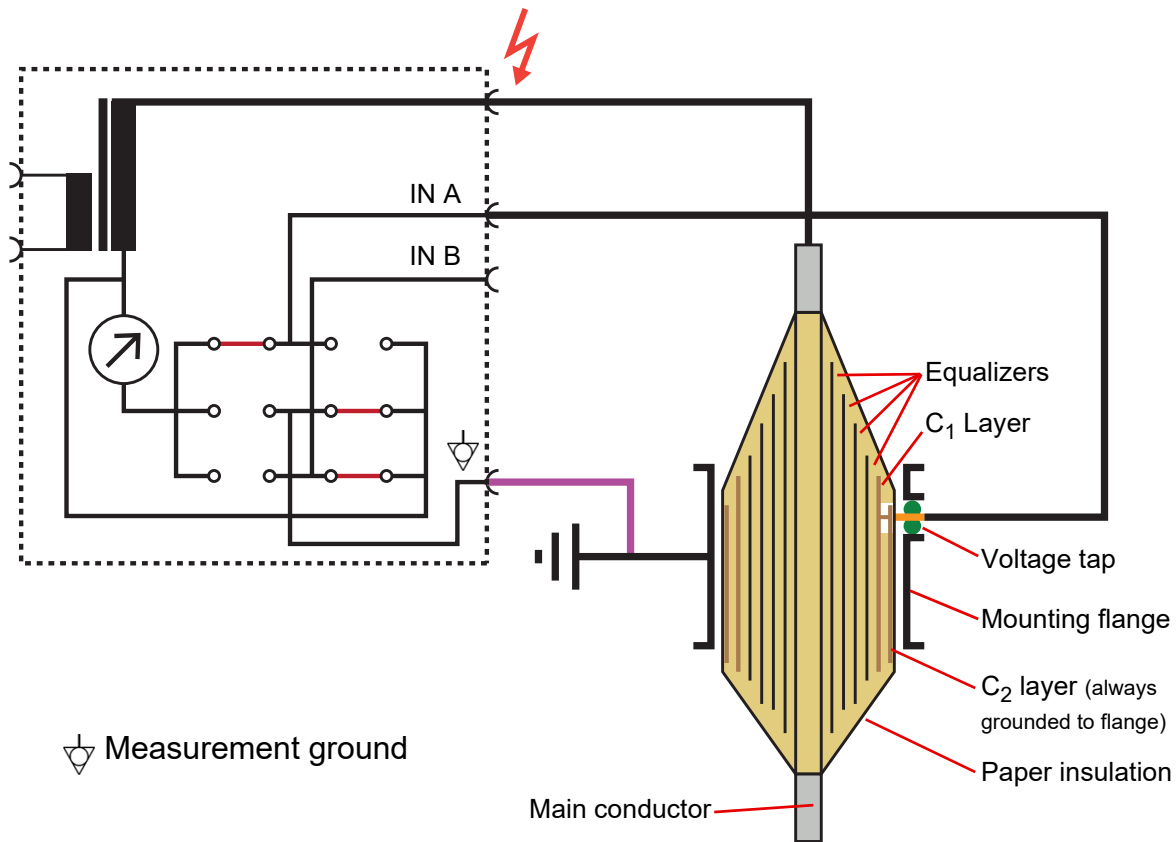 IN A
IN B
Equalizers
C₁ Layer
Voltage tap
Mounting flange
C₂ layer (always
grounded to flange)
Paper insulation
Measurement ground
Main conductor